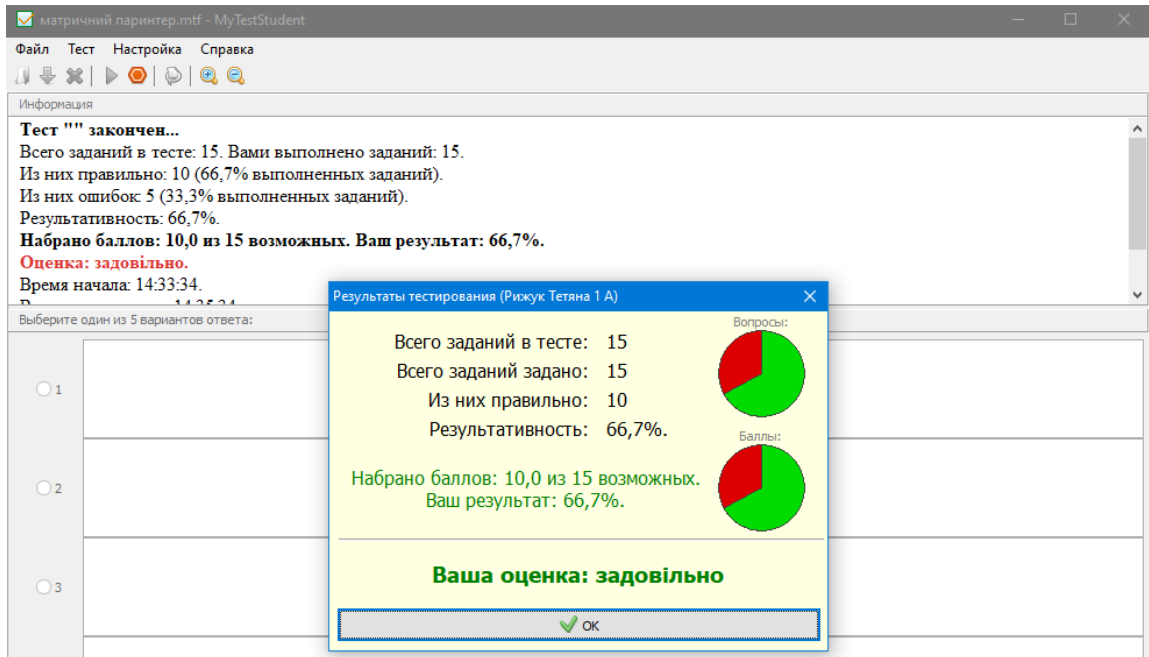 матричний паринтер.mtf - MyTestStudent
Файл Тест Настройка Справка
Информация
Тест "" закончен...
Всего заданий в тесте: 15. Вами выполнено заданий: 15.
Из них правильно: 10 (66,7% выполненных заданий).
Из них ошибок: 5 (33,3% выполненных заданий).
Результативность: 66,7%.
Набрано баллов: 10,0 из 15 возможных. Ваш результат: 66,7%.
Оценка: задовільно.
Время начала: 14:33:34.
Выберите один из 5 вариантов ответа:
1
2
3
Результаты тестирования (Рижук Тетяна 1 А)
Вопросы:
Всего заданий в тесте: 15
Всего заданий задано: 15
Из них правильно: 10
Результативность: 66,7%.
Баллы:
Набрано баллов: 10,0 из 15 возможных.
Ваш результат: 66,7%.
Ваша оценка: задовільно
ОК